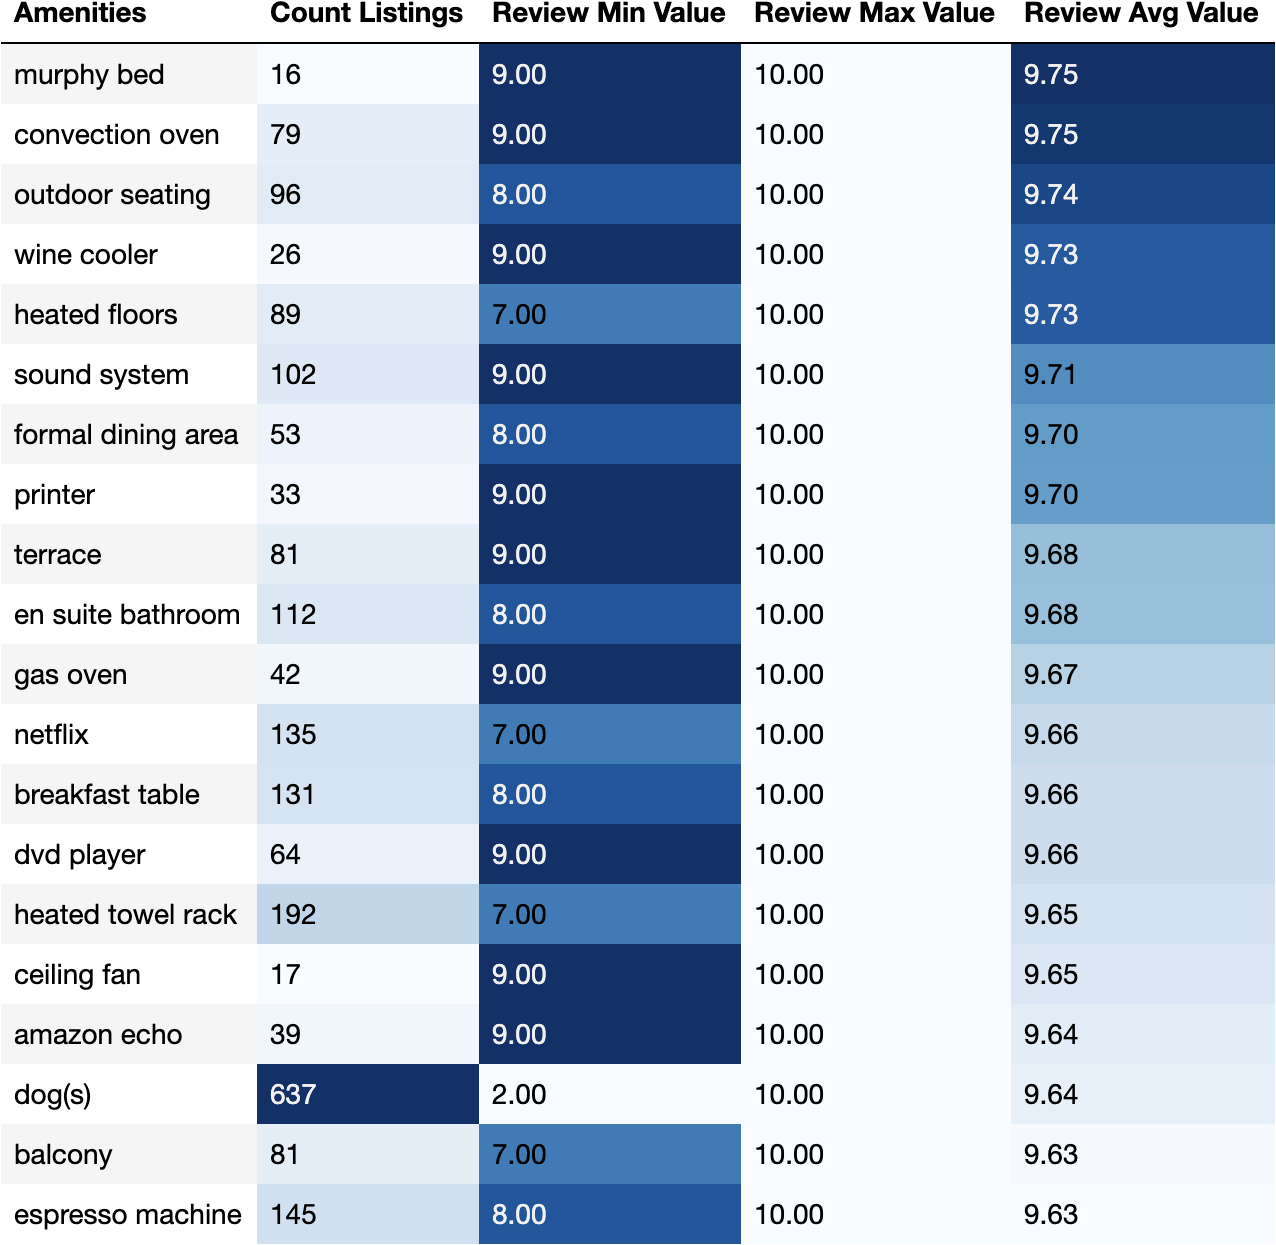 Amenities Count Listings Review Min Value Review Max Value Review Avg Value
murphy bed 16 9.00 10.00 9.75
convection oven 79 9.00 10.00 9.75
outdoor seating 96 8.00 10.00 9.74
wine cooler 26 9.00 10.00 9.73
heated floors 89 7.00 10.00 9.73
sound system 102 9.00 10.00 9.71
formal dining area 53 8.00 10.00 9.70
printer 33 9.00 10.00 9.70
terrace 81 9.00 10.00 9.68
en suite bathroom 112 8.00 10.00 9.68
gas oven 42 9.00 10.00 9.67
netflix 135 7.00 10.00 9.66
breakfast table 131 8.00 10.00 9.66
dvd player 64 9.00 10.00 9.66
heated towel rack 192 7.00 10.00 9.65
ceiling fan 17 9.00 10.00 9.65
amazon echo 39 9.00 10.00 9.64
dog(s) 637 2.00 10.00 9.64
balcony 81 7.00 10.00 9.63
espresso machine 145 8.00 10.00 9.63